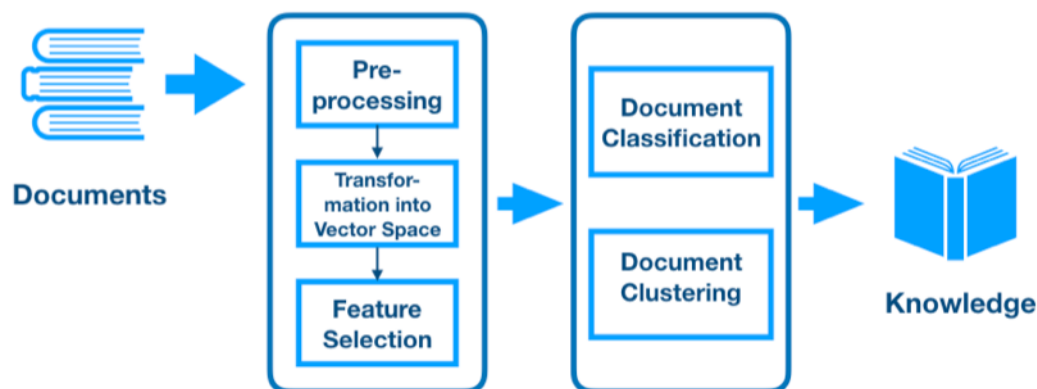 Documents
Pre-
processing
Transfor-
mation into
Vector Space
Feature
Selection
Document
Classification
Document
Clustering
Knowledge